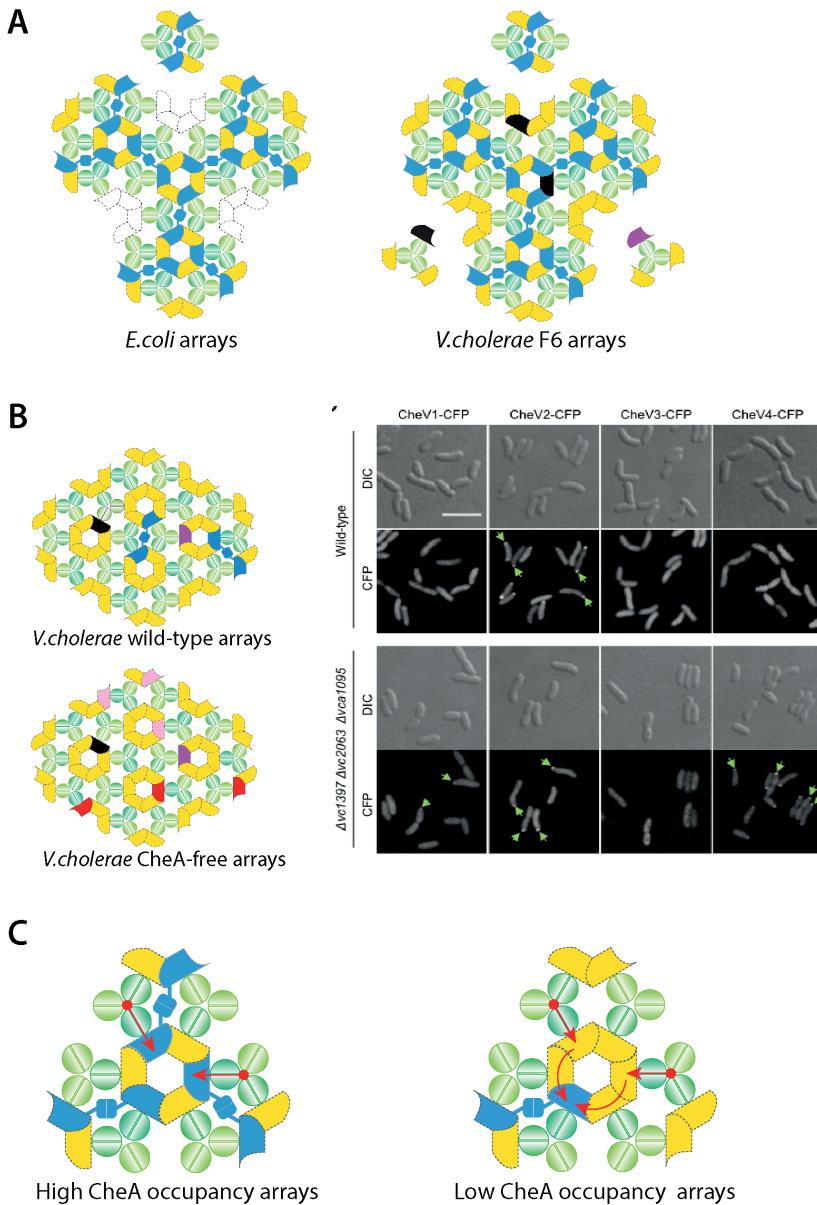 A
E.coli arrays
V.cholerae F6 arrays
B
V.cholerae wild-type arrays
V.cholerae CheA-free arrays
CheV1-CFP
CheV2-CFP
CheV3-CFP
CheV4-CFP
Wild-type
DIC
CFP
Δvc1397 Δvc2063 Δvca1095
DIC
CFP
C
High CheA occupancy arrays
Low CheA occupancy arrays